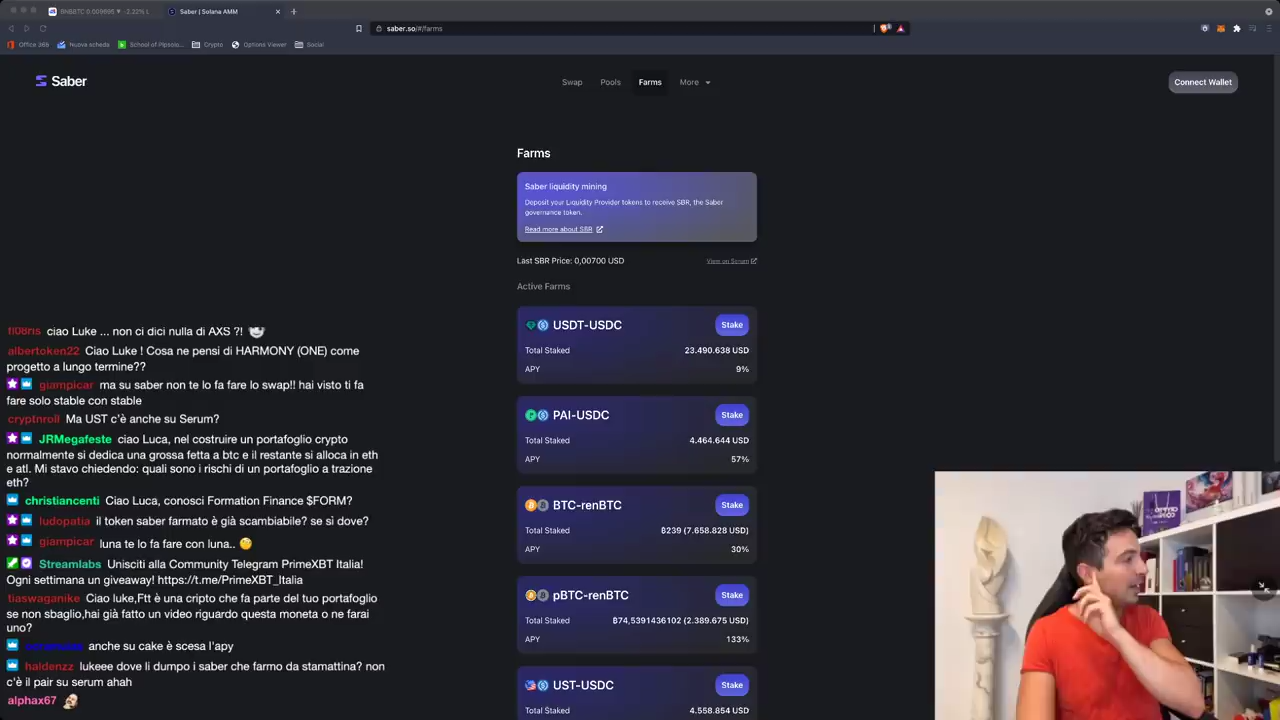 BNBBTC 0.009695 ▼ -2.22% L
Saber | Solana AMM
saber.so/#/farms
Office 365
Nuova scheda
School of Pipsolo...
Crypto
Options Viewer
Social
Saber
Swap
Pools
Farms
More
Connect Wallet
Farms
Saber liquidity mining
Deposit your Liquidity Provider tokens to receive SBR, the Saber
governance token.
Read more about SBR
Last SBR Price: 0,00700 USD
View on Serum
Active Farms
USDT-USDC
Stake
Total Staked
23.490.638 USD
APY
9%
PAI-USDC
Stake
Total Staked
4.464.644 USD
APY
57%
BTC-renBTC
Stake
Total Staked
₿239 (7.658.828 USD)
APY
30%
pBTC-renBTC
Stake
Total Staked
₿74,5391436102 (2.389.675 USD)
APY
133%
UST-USDC
Stake
Total Staked
4.558.854 USD
ciao Luke ... non ci dici nulla di AXS ?!
albertoken22 Ciao Luke ! Cosa ne pensi di HARMONY (ONE) come
progetto a lungo termine??
giampicar ma su saber non te lo fa fare lo swap!! hai visto ti fa
fare solo stable con stable
cryptnroll Ma UST c'è anche su Serum?
JRMegafeste ciao Luca, nel costruire un portafoglio crypto
normalmente si dedica una grossa fetta a btc e il restante si alloca in eth
e atl. Mi stavo chiedendo: quali sono i rischi di un portafoglio a trazione
eth?
christiancenti Ciao Luca, conosci Formation Finance $FORM?
ludopatia il token saber farmato è già scambiabile? se sì dove?
giampicar luna te lo fa fare con luna..
Streamlabs Unisciti alla Community Telegram PrimeXBT Italia!
Ogni settimana un giveaway! https://t.me/PrimeXBT_Italia
tiaswaganike Ciao luke,Ftt è una cripto che fa parte del tuo portafoglio
se non sbaglio,hai già fatto un video riguardo questa moneta o ne farai
uno?
anche su cake è scesa l'apy
haldenzz lukeee dove li dumpo i saber che farmo da stamattina? non
c'è il pair su serum ahah
alphax67